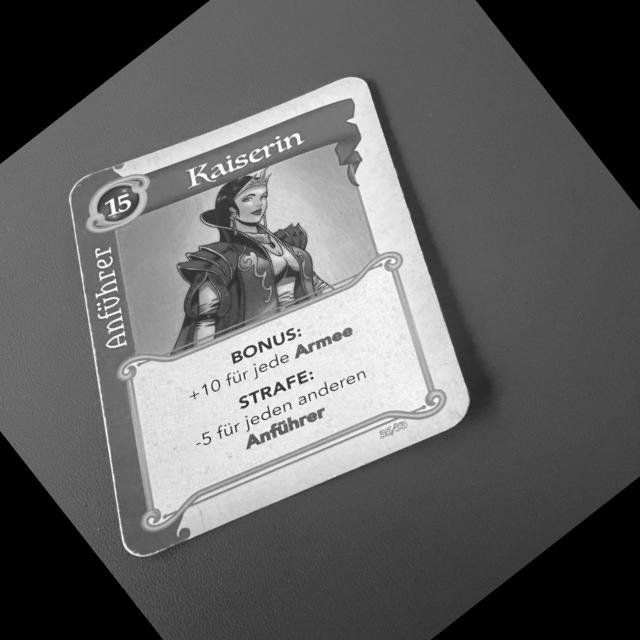 Kaiserin
15
Anführer
BONUS:
+10 für jede Armee
STRAFE:
-5 für jeden anderen
Anführer